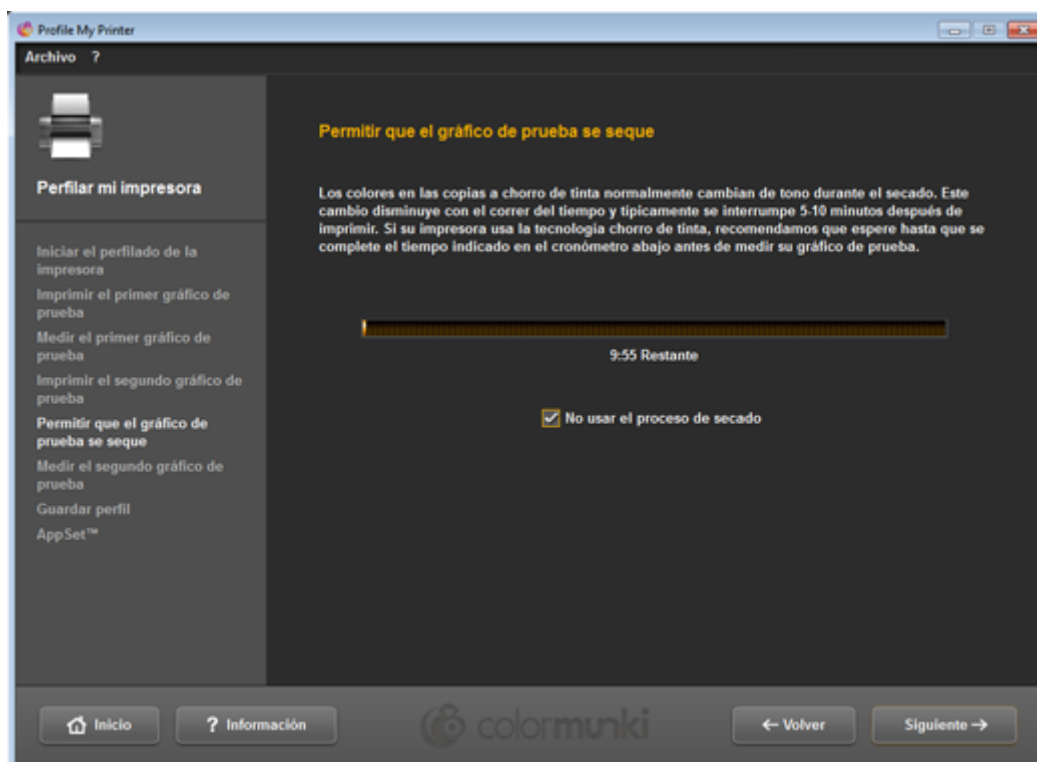 Profile My Printer
Archivo ?
Perfilar mi impresora
Iniciar el perfilado de la
impresora
Imprimir el primer gráfico de
prueba
Medir el primer gráfico de
prueba
Imprimir el segundo gráfico de
prueba
Permitir que el gráfico de
prueba se seque
Medir el segundo gráfico de
prueba
Guardar perfil
AppSet™
Permitir que el gráfico de prueba se seque
Los colores en las copias a chorro de tinta normalmente cambian de tono durante el secado. Este
cambio disminuye con el correr del tiempo y típicamente se interrumpe 5-10 minutos después de
imprimir. Si su impresora usa la tecnología chorro de tinta, recomendamos que espere hasta que se
complete el tiempo indicado en el cronómetro abajo antes de medir su gráfico de prueba.
9:55 Restante
No usar el proceso de secado
Inicio
? Información
colormunki
← Volver
Siguiente →